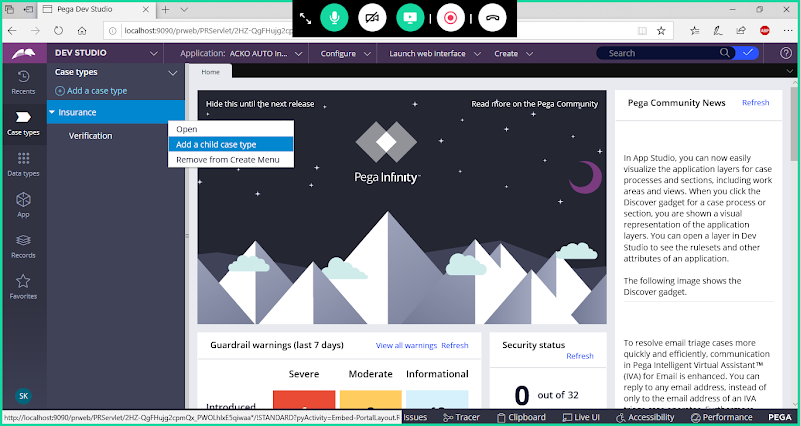 Pega Dev Studio
localhost:9090/prweb/PRServlet/2HZ-QgFHujg2cpm
ABP
DEV STUDIO
Application: ACKO AUTO In...
Configure
Launch web interface
Create
Search
Recents
Case types
Data types
App
Records
Favorites
SK
Case types
Add a case type
Insurance
Verification
Open
Add a child case type
Remove from Create Menu
Home
Hide this until the next release
Read more on the Pega Community
Pega Infinity™
Guardrail warnings (last 7 days)
View all warnings
Refresh
Severe
Moderate
Informational
Introduced
Security status
Refresh
0 out of 32
Pega Community News
Refresh
In App Studio, you can now easily
visualize the application layers for case
processes and sections, including work
areas and views. When you click the
Discover gadget for a case process or
section, you are shown a visual
representation of the application
layers. You can open a layer in Dev
Studio to see the rulesets and other
attributes of an application.
The following image shows the
Discover gadget.
To resolve email triage cases more
quickly and efficiently, communication
in Pega Intelligent Virtual Assistant™
(IVA) for Email is enhanced. You can
reply to any email address, instead of
only to the email address of an IVA
http://localhost:9090/prweb/PRServlet/2HZ-QgFHujg2cpmQx_PWOLhlxE5qiwaa*/!STANDARD?pyActivity=Embed-PortalLayout.F
Issues
Tracer
Clipboard
Live UI
Accessibility
Performance
PEGA